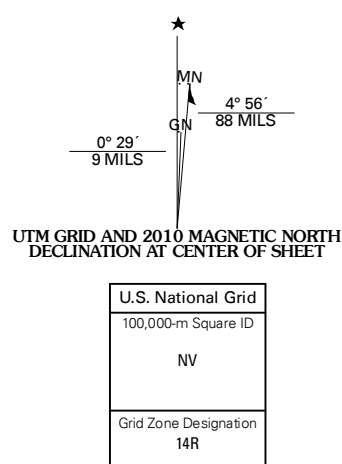 MN
4° 56´
88 MILS
GN
0° 29´
9 MILS
UTM GRID AND 2010 MAGNETIC NORTH
DECLINATION AT CENTER OF SHEET
U.S. National Grid
100,000-m Square ID
NV
Grid Zone Designation
14R